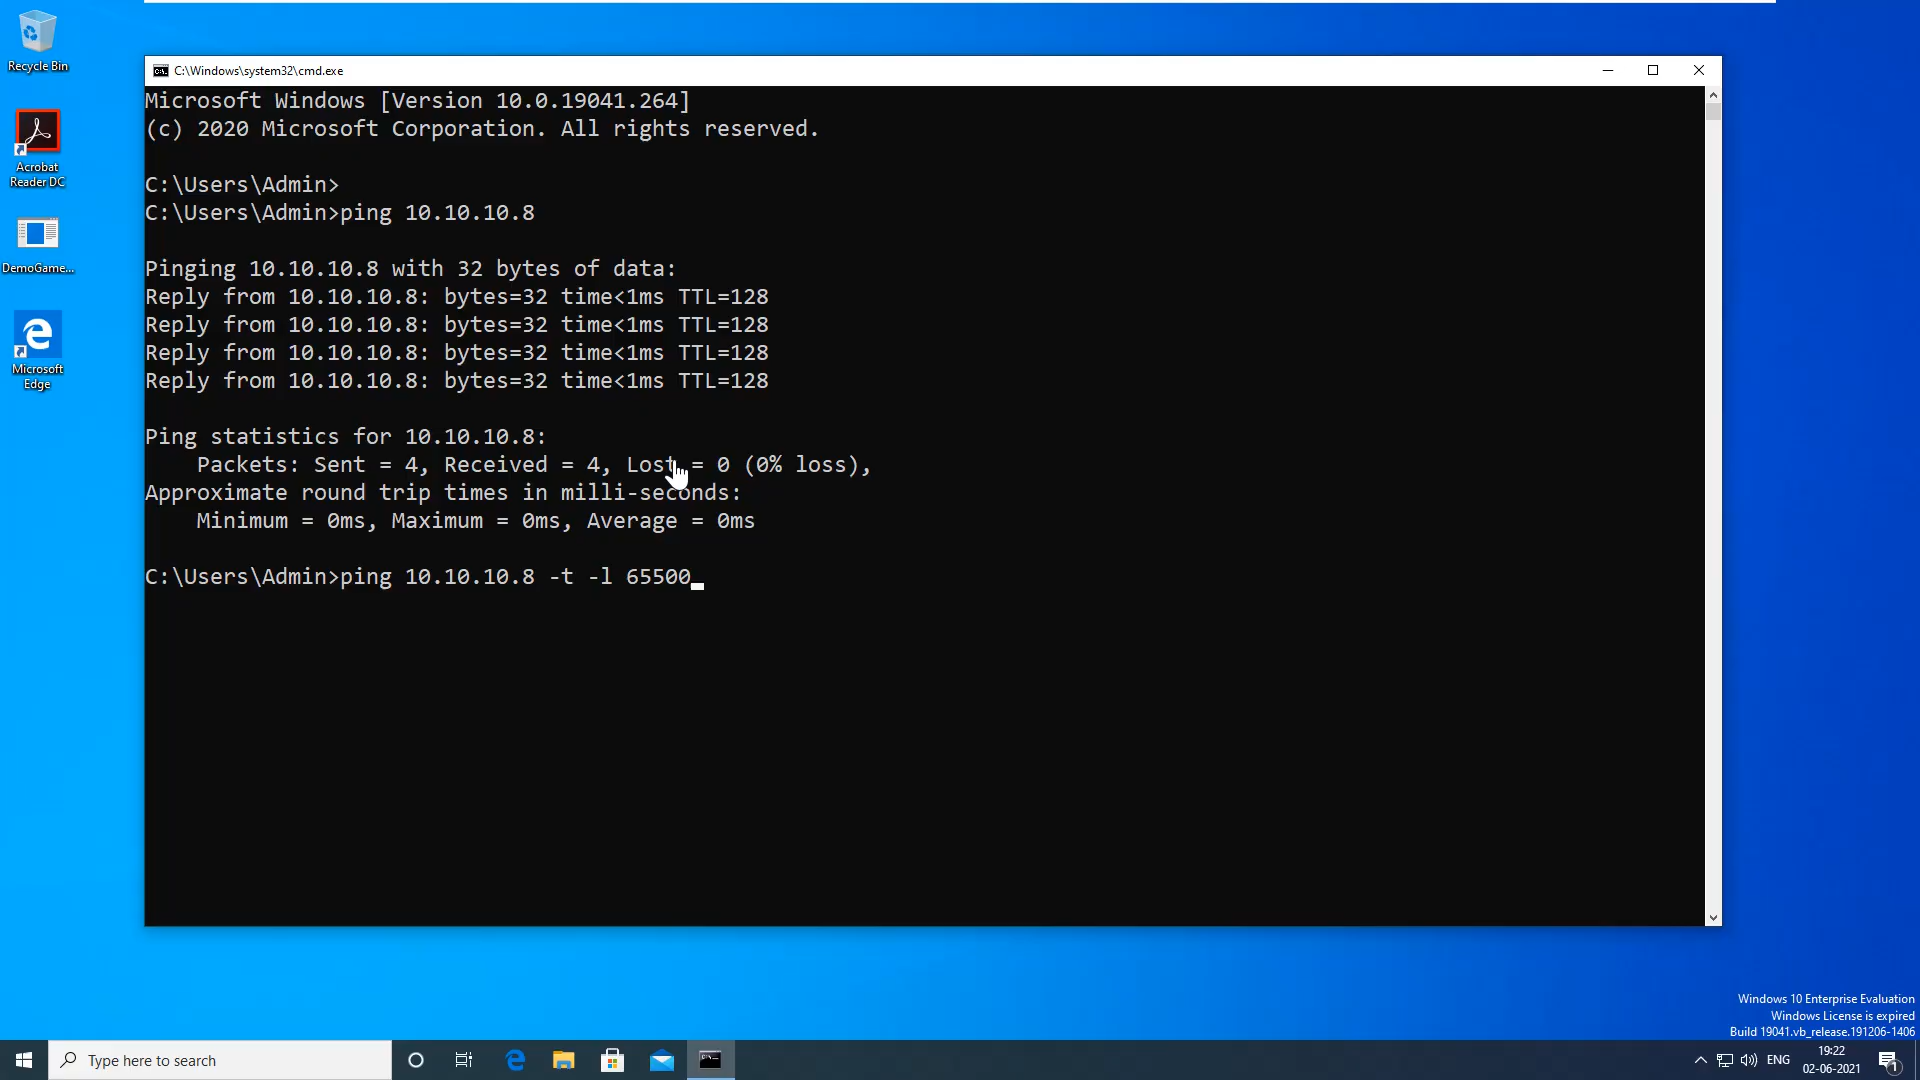 Recycle Bin
Acrobat
Reader DC
DemoGame...
Microsoft
Edge
C:\Windows\system32\cmd.exe
Microsoft Windows [Version 10.0.19041.264]
(c) 2020 Microsoft Corporation. All rights reserved.
C:\Users\Admin>
C:\Users\Admin>ping 10.10.10.8
Pinging 10.10.10.8 with 32 bytes of data:
Reply from 10.10.10.8: bytes=32 time<1ms TTL=128
Reply from 10.10.10.8: bytes=32 time<1ms TTL=128
Reply from 10.10.10.8: bytes=32 time<1ms TTL=128
Reply from 10.10.10.8: bytes=32 time<1ms TTL=128
Ping statistics for 10.10.10.8:
    Packets: Sent = 4, Received = 4, Lost = 0 (0% loss),
Approximate round trip times in milli-seconds:
    Minimum = 0ms, Maximum = 0ms, Average = 0ms
C:\Users\Admin>ping 10.10.10.8 -t -l 65500
Windows 10 Enterprise Evaluation
Windows License is expired
Build 19041.vb_release.191206-1406
Type here to search
ENG
19:22
02-06-2021
1